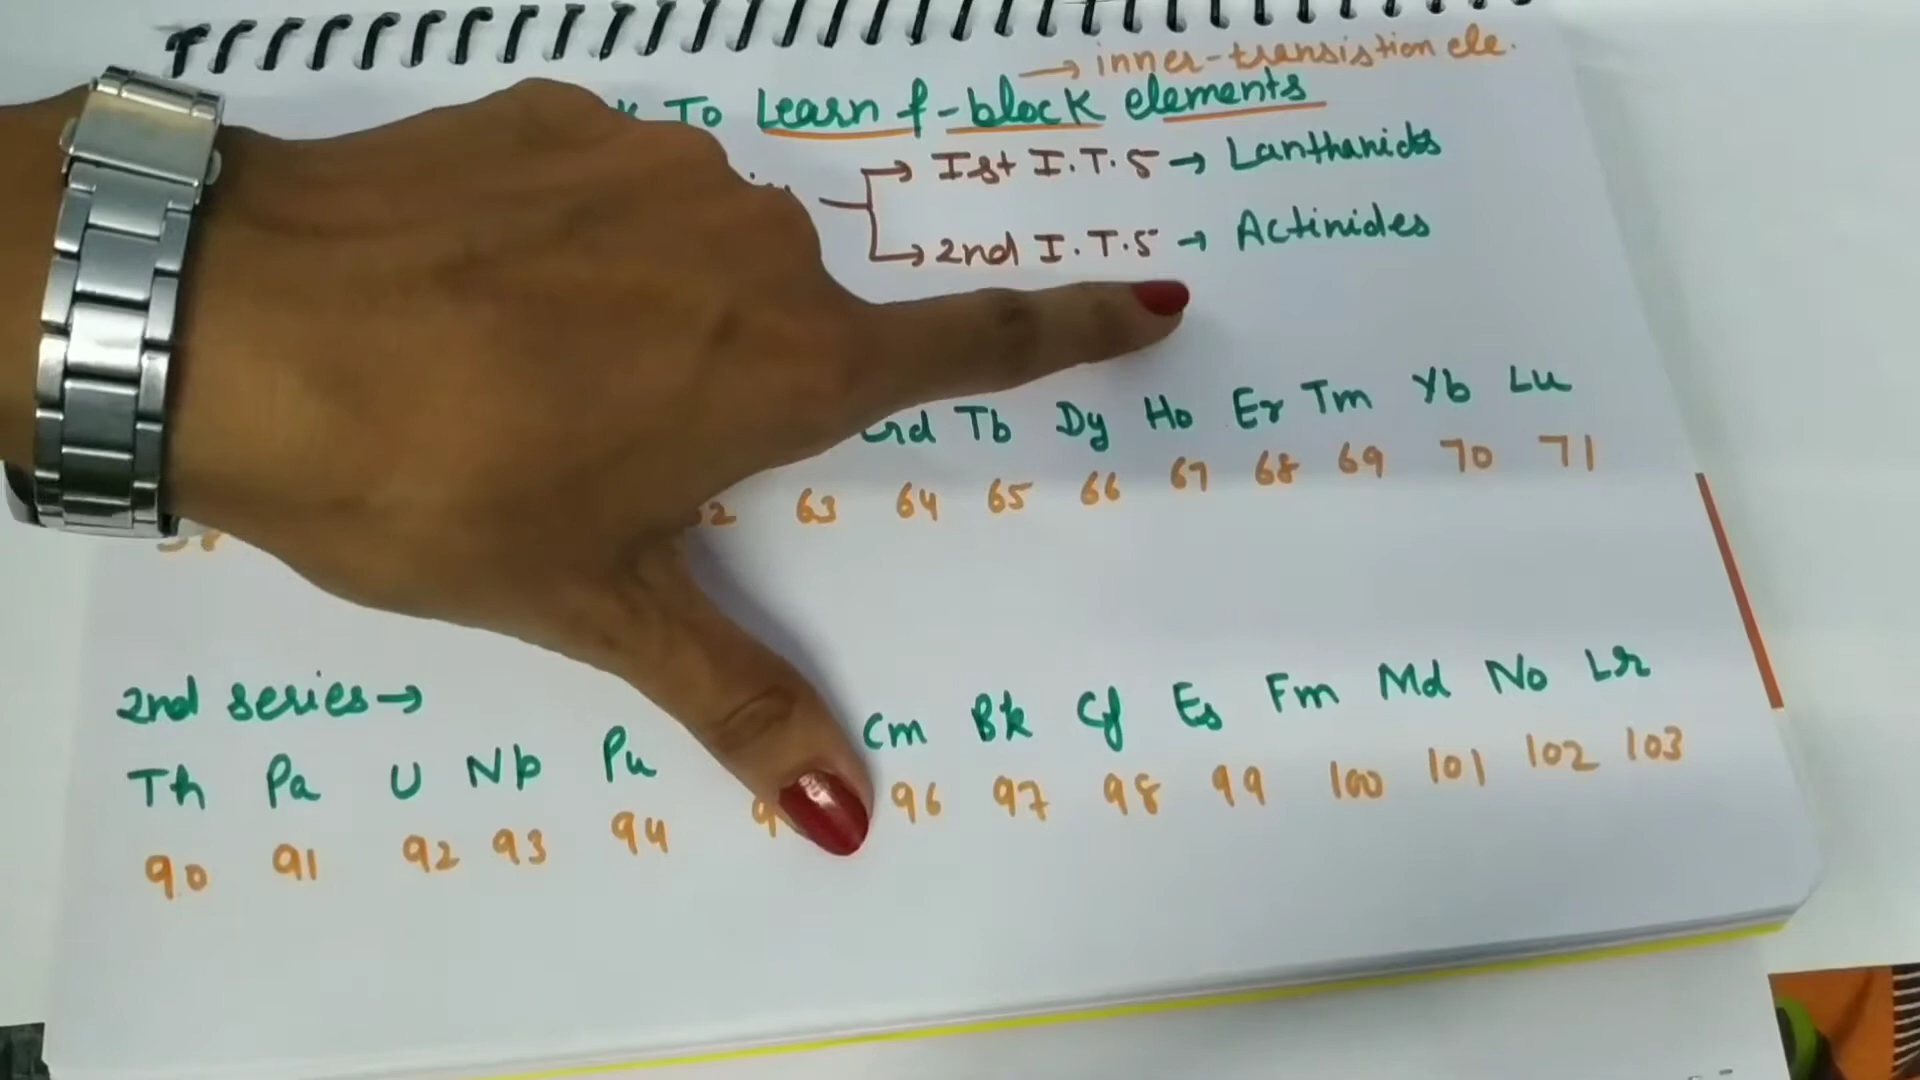 → inner-transistion ele.
To Learn f-block elements
→ Ist I.T.S → Lanthanides
→ 2nd I.T.S → Actinides
Tb Dy Ho Er Tm Yb Lu
63 64 65 66 67 68 69 70 71
2nd series →
Th Pa U Np Pu Cm Bk Cf Es Fm Md No Lr
90 91 92 93 94 96 97 98 99 100 101 102 103